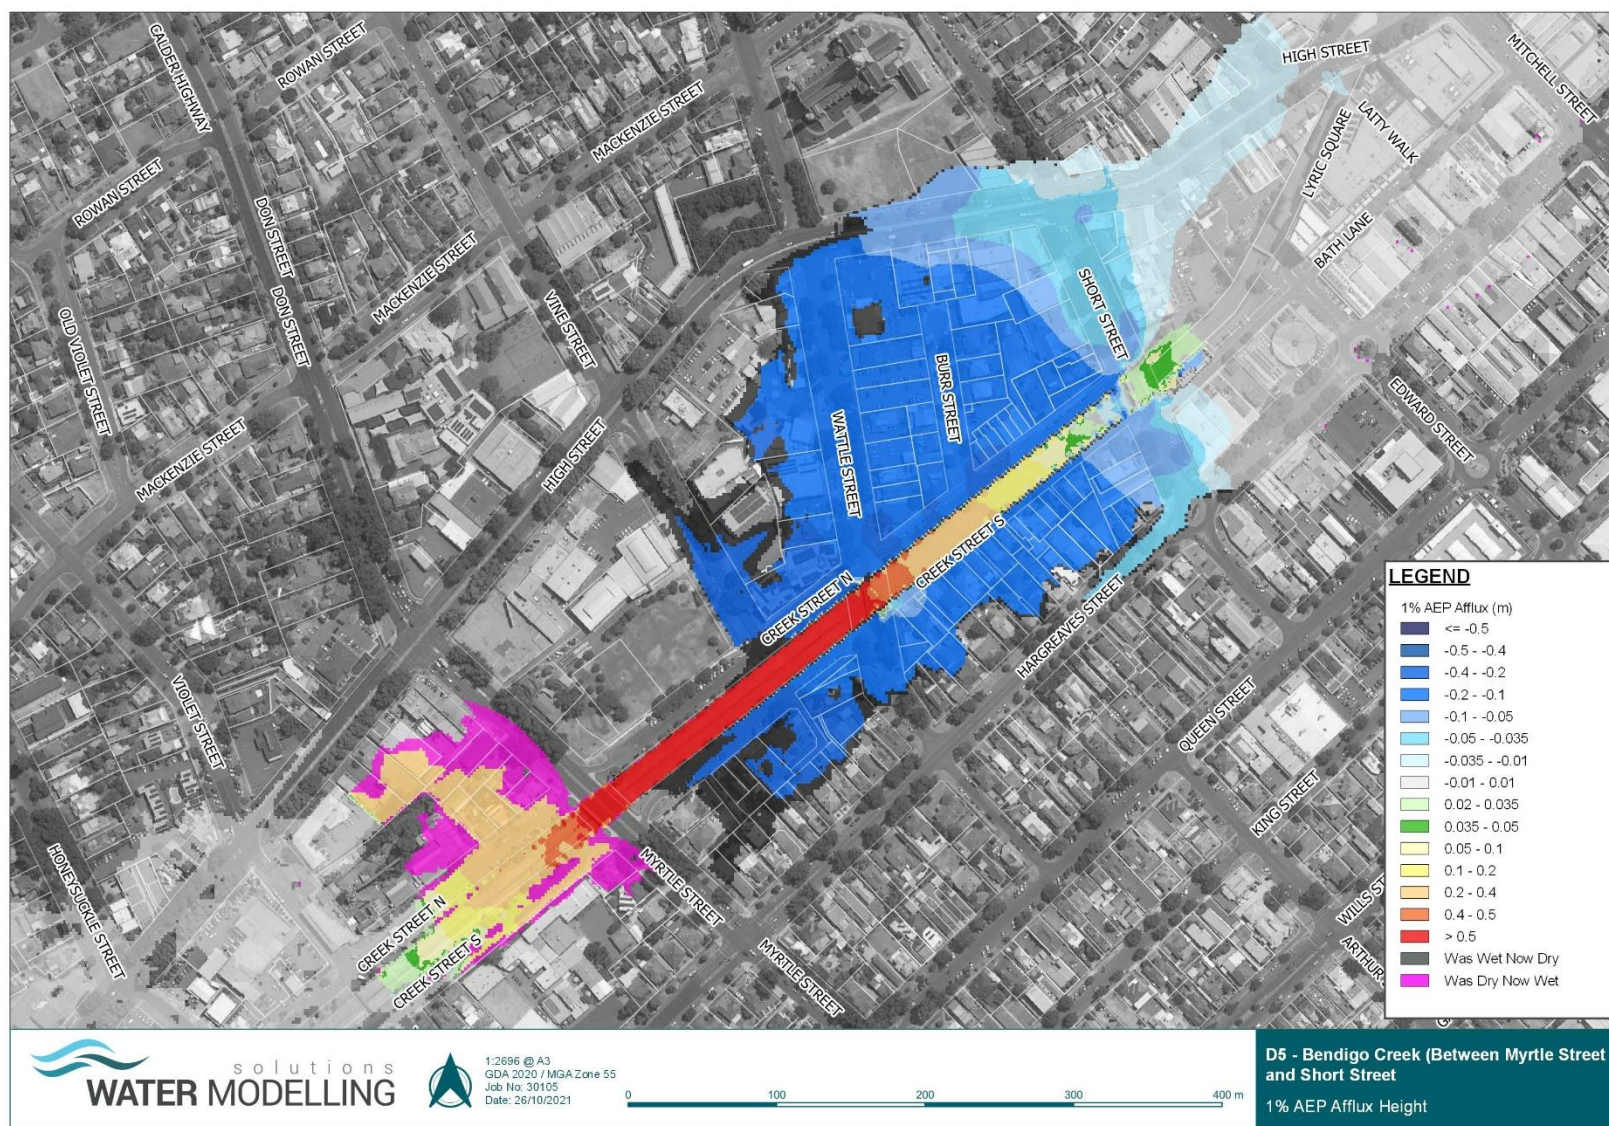 CALDER HIGHWAY
ROWAN STREET
HIGH STREET
MITCHELL STREET
MACKENZIE STREET
LYRIC SQUARE
LATTY WALK
ROWAN STREET
DON STREET
MACKENZIE STREET
BATH LANE
OLD VIOLET STREET
DON STREET
VINE STREET
SHORT STREET
BURR STREET
EDWARD STREET
MACKENZIE STREET
HIGH STREET
WATTLE STREET
CREEK STREET S
CREEK STREET N
HARGREAVES STREET
VIOLET STREET
QUEEN STREET
KING STREET
HONEYSUCKLE STREET
MYRTLE STREET
WILLS ST
CREEK STREET N
CREEK STREET S
MYRTLE STREET
ARTHUR
LEGEND
1% AEP Afflux (m)
<= -0.5
-0.5 - -0.4
-0.4 - -0.2
-0.2 - -0.1
-0.1 - -0.05
-0.05 - -0.035
-0.035 - -0.01
-0.01 - 0.01
0.02 - 0.035
0.035 - 0.05
0.05 - 0.1
0.1 - 0.2
0.2 - 0.4
0.4 - 0.5
> 0.5
Was Wet Now Dry
Was Dry Now Wet
solutions
WATER MODELLING
1:2696 @ A3
GDA 2020 / MGA Zone 55
Job No: 30105
Date: 26/10/2021
0 100 200 300 400 m
D5 - Bendigo Creek (Between Myrtle Street
and Short Street
1% AEP Afflux Height